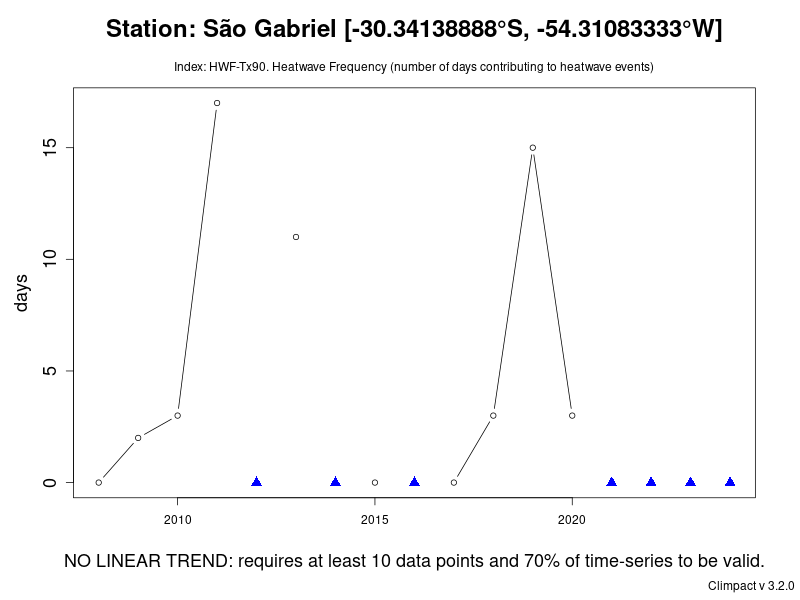 Station: São Gabriel [-30.34138888°S, -54.31083333°W]
Index: HWF-Tx90. Heatwave Frequency (number of days contributing to heatwave events)
days
15
10
5
0
2010 2015 2020
NO LINEAR TREND: requires at least 10 data points and 70% of time-series to be valid.
Climpact v 3.2.0